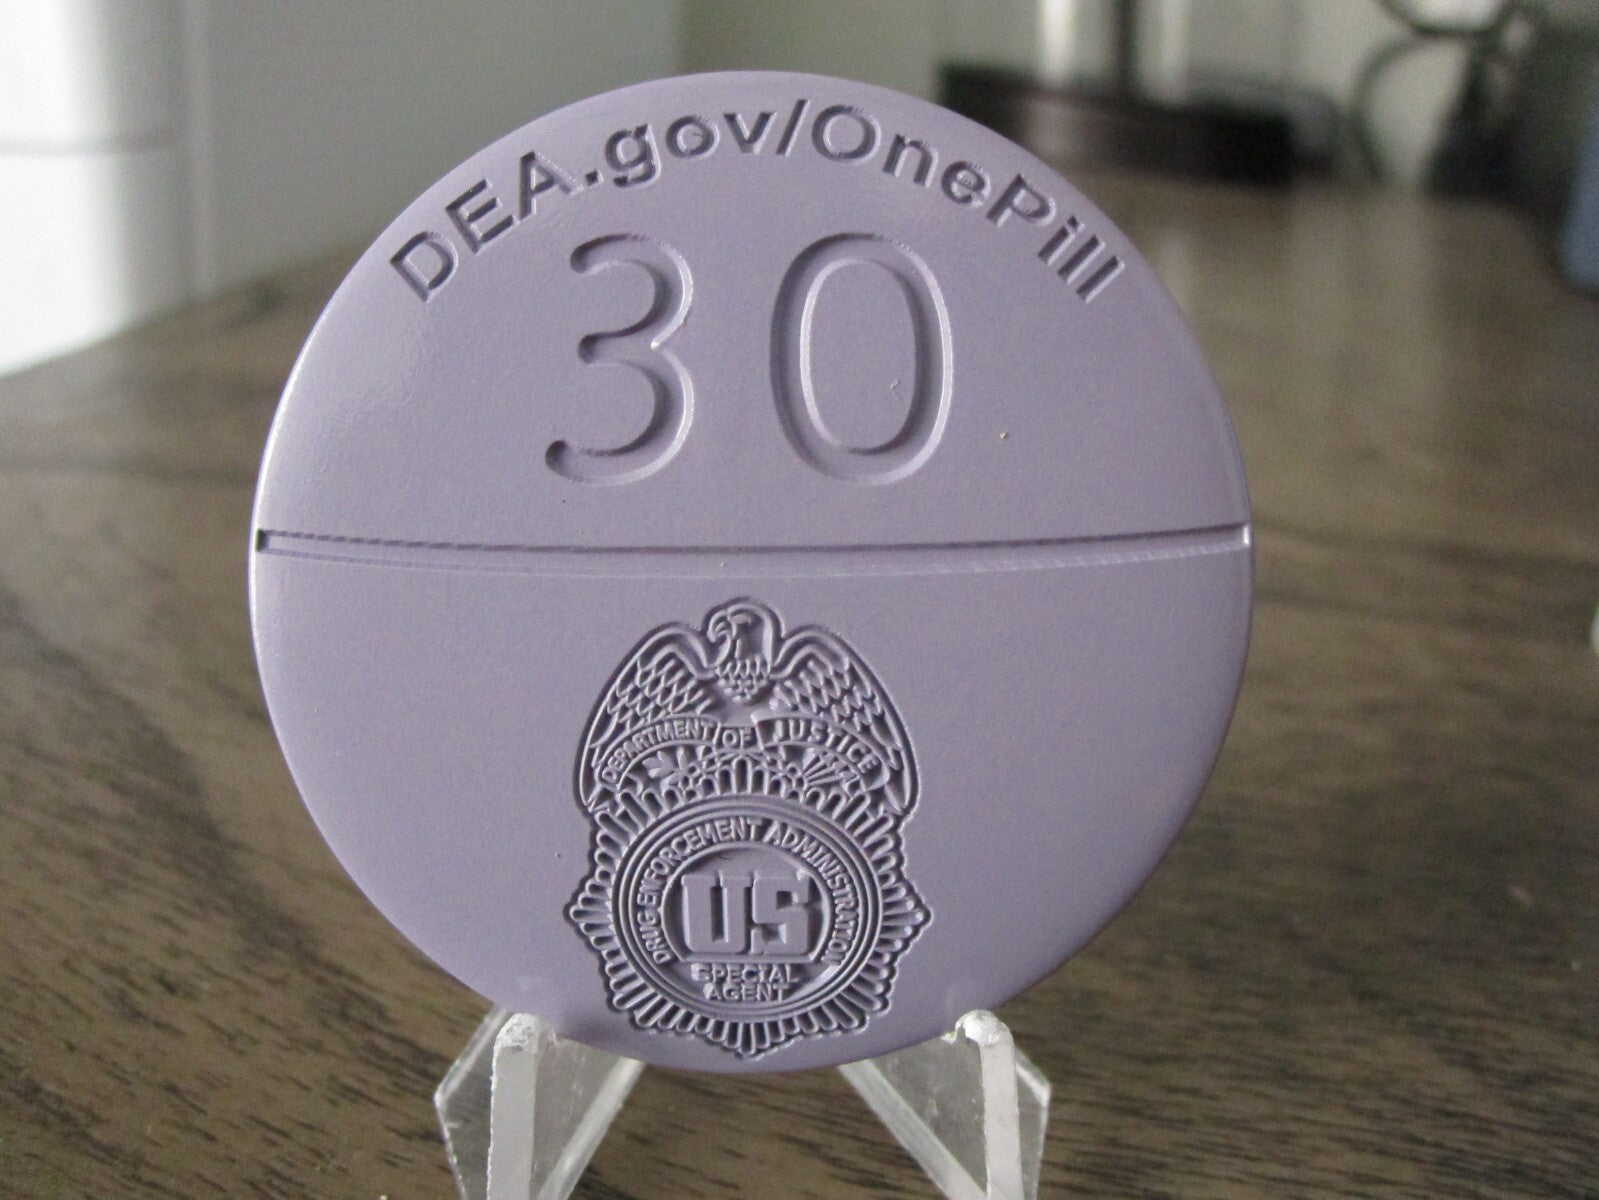 DEA.gov/OnePill
30
DEPARTMENT OF JUSTICE
DRUG ENFORCEMENT ADMINISTRATION
US
SPECIAL
AGENT